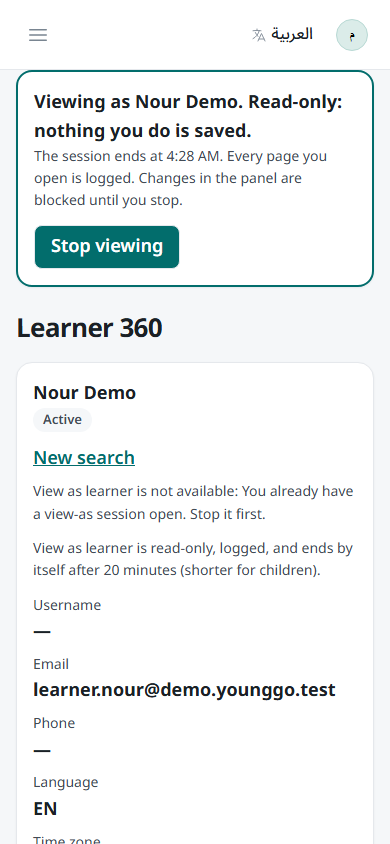 العربية
م
Viewing as Nour Demo. Read-only:
nothing you do is saved.
The session ends at 4:28 AM. Every page you
open is logged. Changes in the panel are
blocked until you stop.
Stop viewing
Learner 360
Nour Demo
Active
New search
View as learner is not available: You already have
a view-as session open. Stop it first.
View as learner is read-only, logged, and ends by
itself after 20 minutes (shorter for children).
Username
—
Email
learner.nour@demo.younggo.test
Phone
—
Language
EN
Time zone